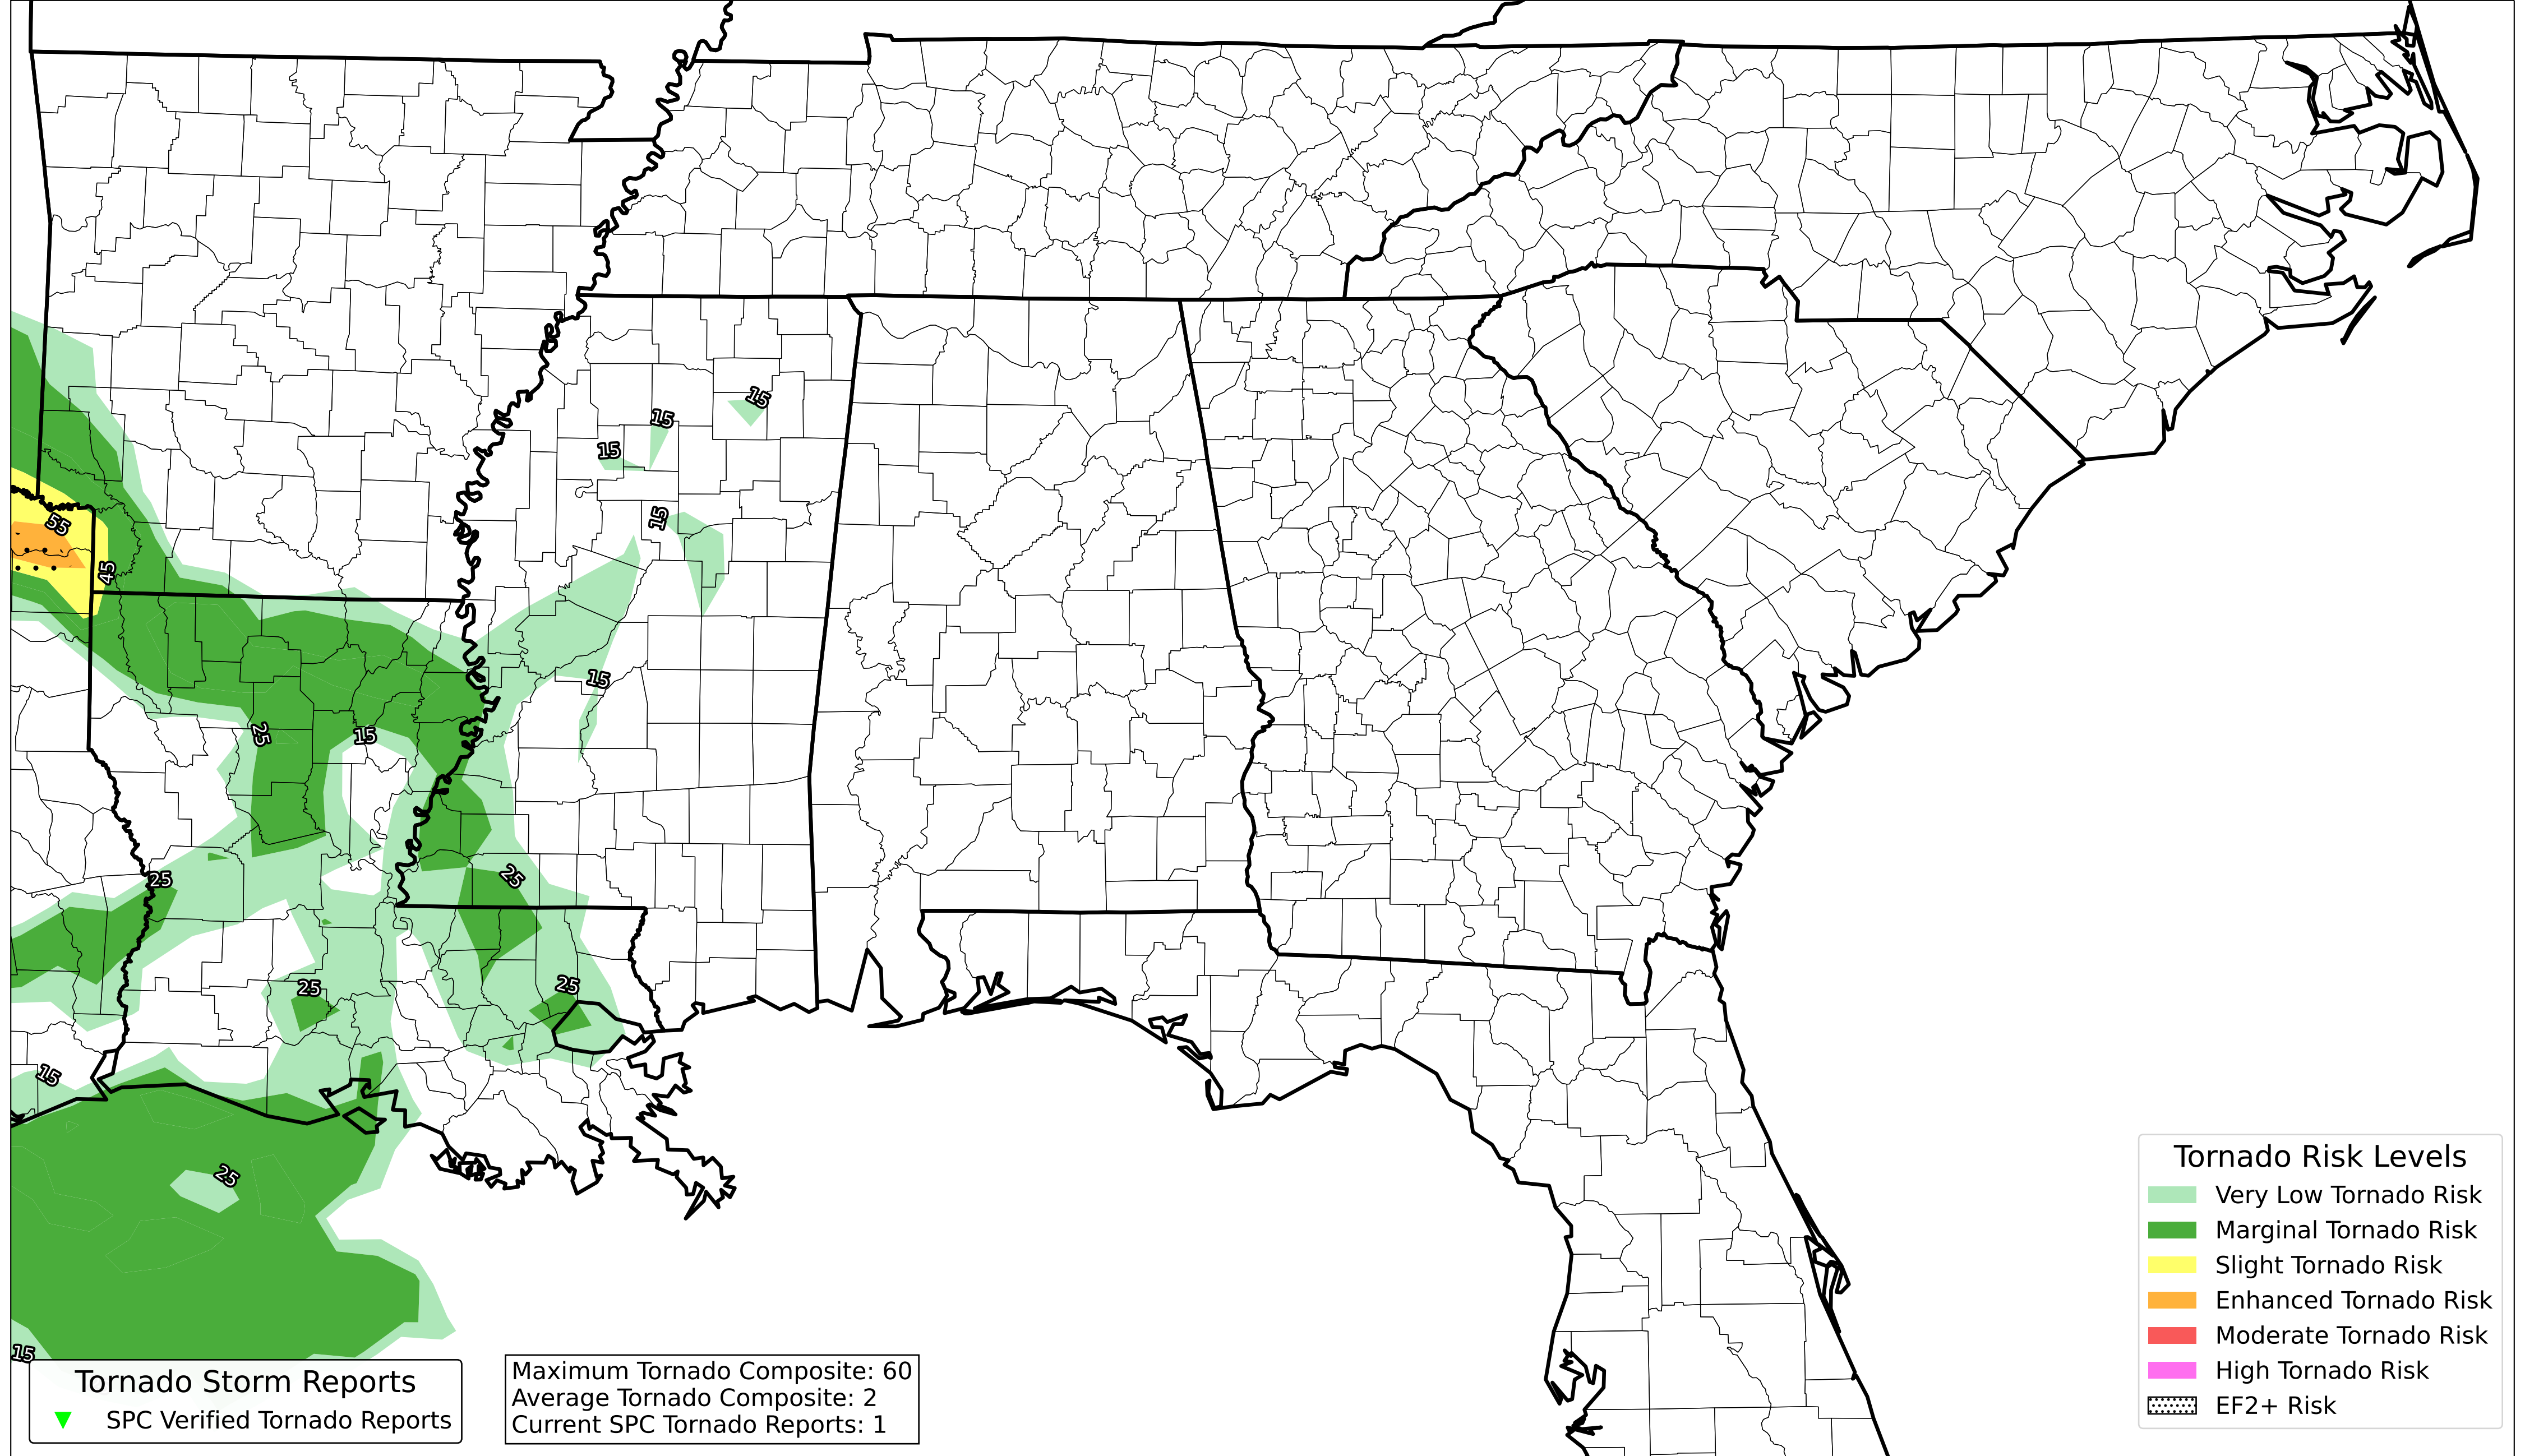 15
15
15
55
15
45
15
25
15
25
25
25
25
15
25
15
Tornado Storm Reports
SPC Verified Tornado Reports
Maximum Tornado Composite: 60
Average Tornado Composite: 2
Current SPC Tornado Reports: 1
Tornado Risk Levels
Very Low Tornado Risk
Marginal Tornado Risk
Slight Tornado Risk
Enhanced Tornado Risk
Moderate Tornado Risk
High Tornado Risk
EF2+ Risk